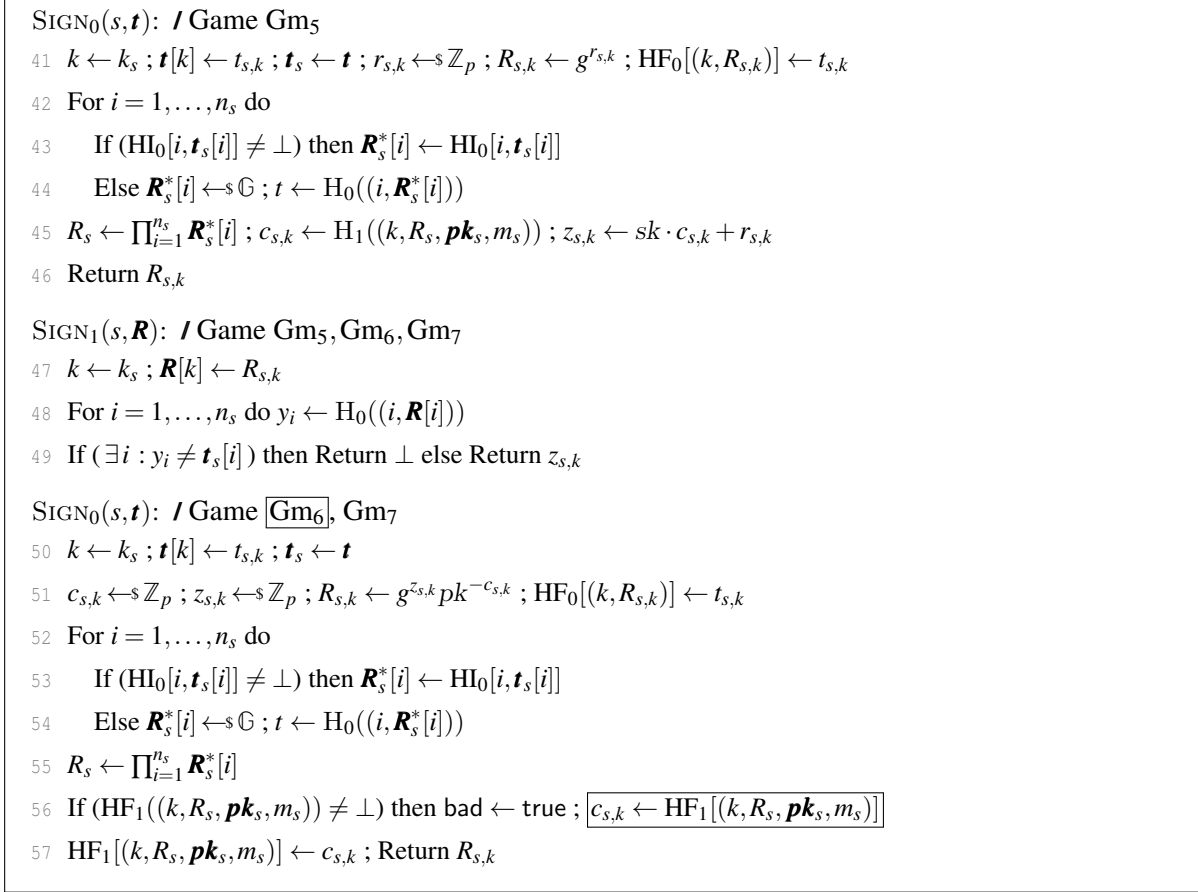 SIGN₀(s, t): / Game Gm₅
41 k ← kₛ ; t[k] ← tₛ,ₖ ; tₛ ← t ; rₛ,ₖ ←$ ℤₚ ; Rₛ,ₖ ← g^{rₛ,ₖ} ; HF₀[(k, Rₛ,ₖ)] ← tₛ,ₖ
42 For i = 1, . . . , nₛ do
43 If (HI₀[i, tₛ[i]] ≠ ⊥) then R*ₛ[i] ← HI₀[i, tₛ[i]]
44 Else R*ₛ[i] ←$ 𝔾 ; t ← H₀((i, R*ₛ[i]))
45 Rₛ ← ∏_{i=1}^{nₛ} R*ₛ[i] ; cₛ,ₖ ← H₁((k, Rₛ, pkₛ, mₛ)) ; zₛ,ₖ ← sk · cₛ,ₖ + rₛ,ₖ
46 Return Rₛ,ₖ
SIGN₁(s, R): / Game Gm₅, Gm₆, Gm₇
47 k ← kₛ ; R[k] ← Rₛ,ₖ
48 For i = 1, . . . , nₛ do yᵢ ← H₀((i, R[i]))
49 If ( ∃ i : yᵢ ≠ tₛ[i] ) then Return ⊥ else Return zₛ,ₖ
SIGN₀(s, t): / Game Gm₆, Gm₇
50 k ← kₛ ; t[k] ← tₛ,ₖ ; tₛ ← t
51 cₛ,ₖ ←$ ℤₚ ; zₛ,ₖ ←$ ℤₚ ; Rₛ,ₖ ← g^{zₛ,ₖ} pk^{−cₛ,ₖ} ; HF₀[(k, Rₛ,ₖ)] ← tₛ,ₖ
52 For i = 1, . . . , nₛ do
53 If (HI₀[i, tₛ[i]] ≠ ⊥) then R*ₛ[i] ← HI₀[i, tₛ[i]]
54 Else R*ₛ[i] ←$ 𝔾 ; t ← H₀((i, R*ₛ[i]))
55 Rₛ ← ∏_{i=1}^{nₛ} R*ₛ[i]
56 If (HF₁((k, Rₛ, pkₛ, mₛ)) ≠ ⊥) then bad ← true ; cₛ,ₖ ← HF₁[(k, Rₛ, pkₛ, mₛ)]
57 HF₁[(k, Rₛ, pkₛ, mₛ)] ← cₛ,ₖ ; Return Rₛ,ₖ